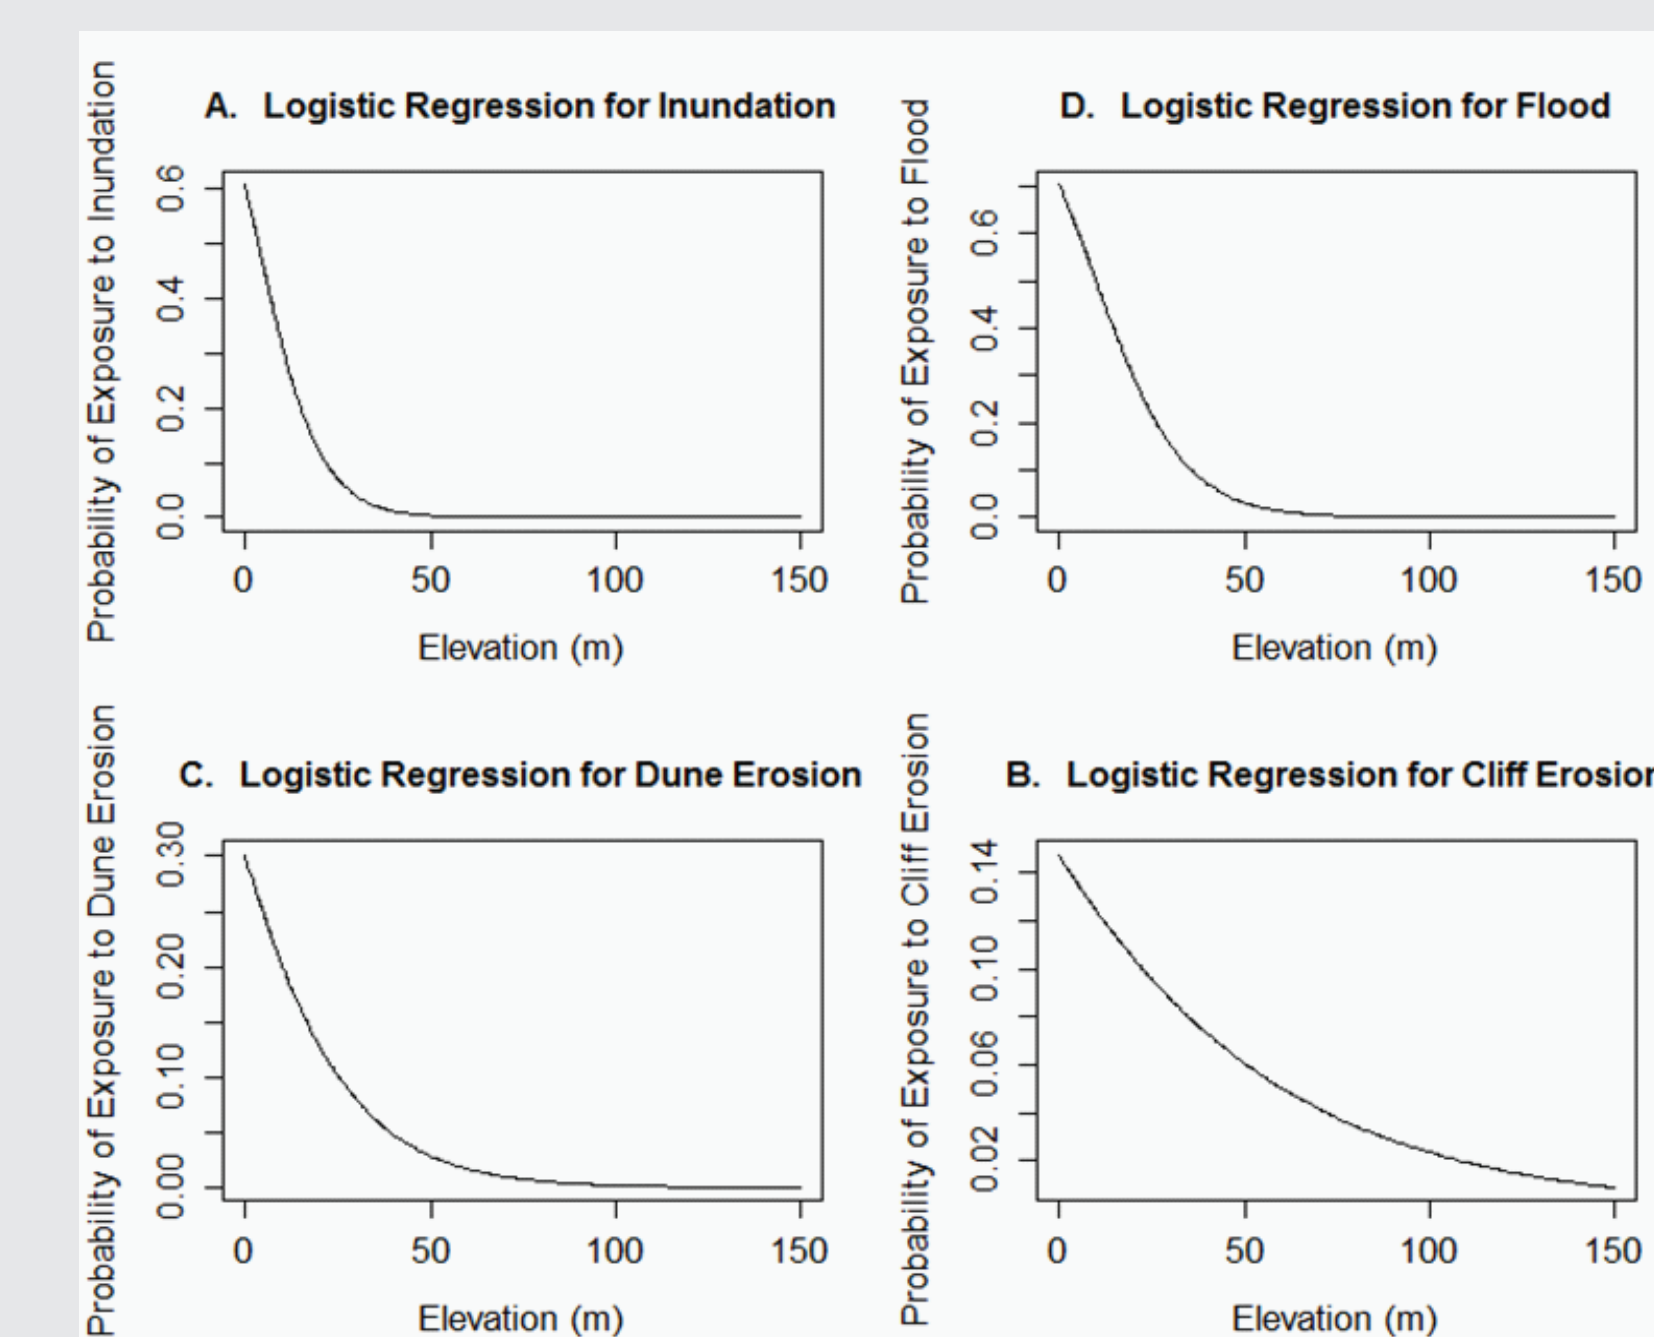 A. Logistic Regression for Inundation
Probability of Exposure to Inundation
0.6
0.4
0.2
0.0
0 50 100 150
Elevation (m)
D. Logistic Regression for Flood
Probability of Exposure to Flood
0.6
0.4
0.2
0.0
0 50 100 150
Elevation (m)
C. Logistic Regression for Dune Erosion
Probability of Exposure to Dune Erosion
0.30
0.20
0.10
0.00
0 50 100 150
Elevation (m)
B. Logistic Regression for Cliff Erosion
Probability of Exposure to Cliff Erosion
0.14
0.10
0.06
0.02
0 50 100 150
Elevation (m)